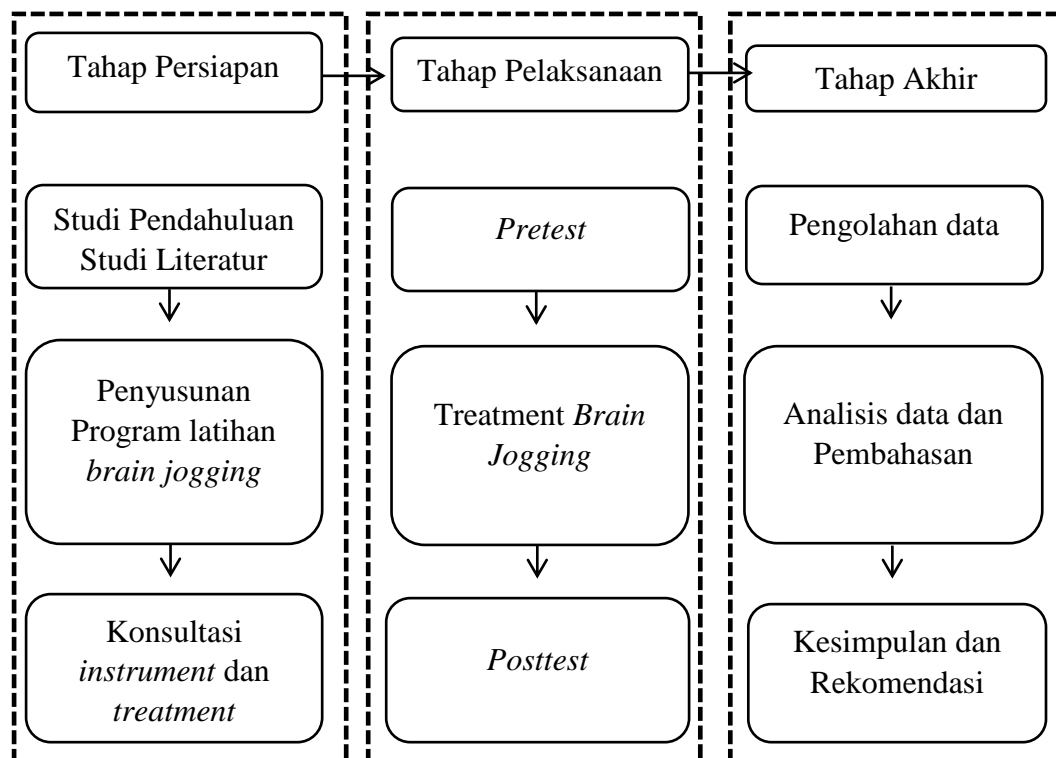 Tahap Persiapan
Tahap Pelaksanaan
Tahap Akhir
Studi Pendahuluan
Studi Literatur
Pretest
Pengolahan data
Penyusunan
Program latihan
brain jogging
Treatment Brain
Jogging
Analisis data dan
Pembahasan
Konsultasi
instrument dan
treatment
Posttest
Kesimpulan dan
Rekomendasi